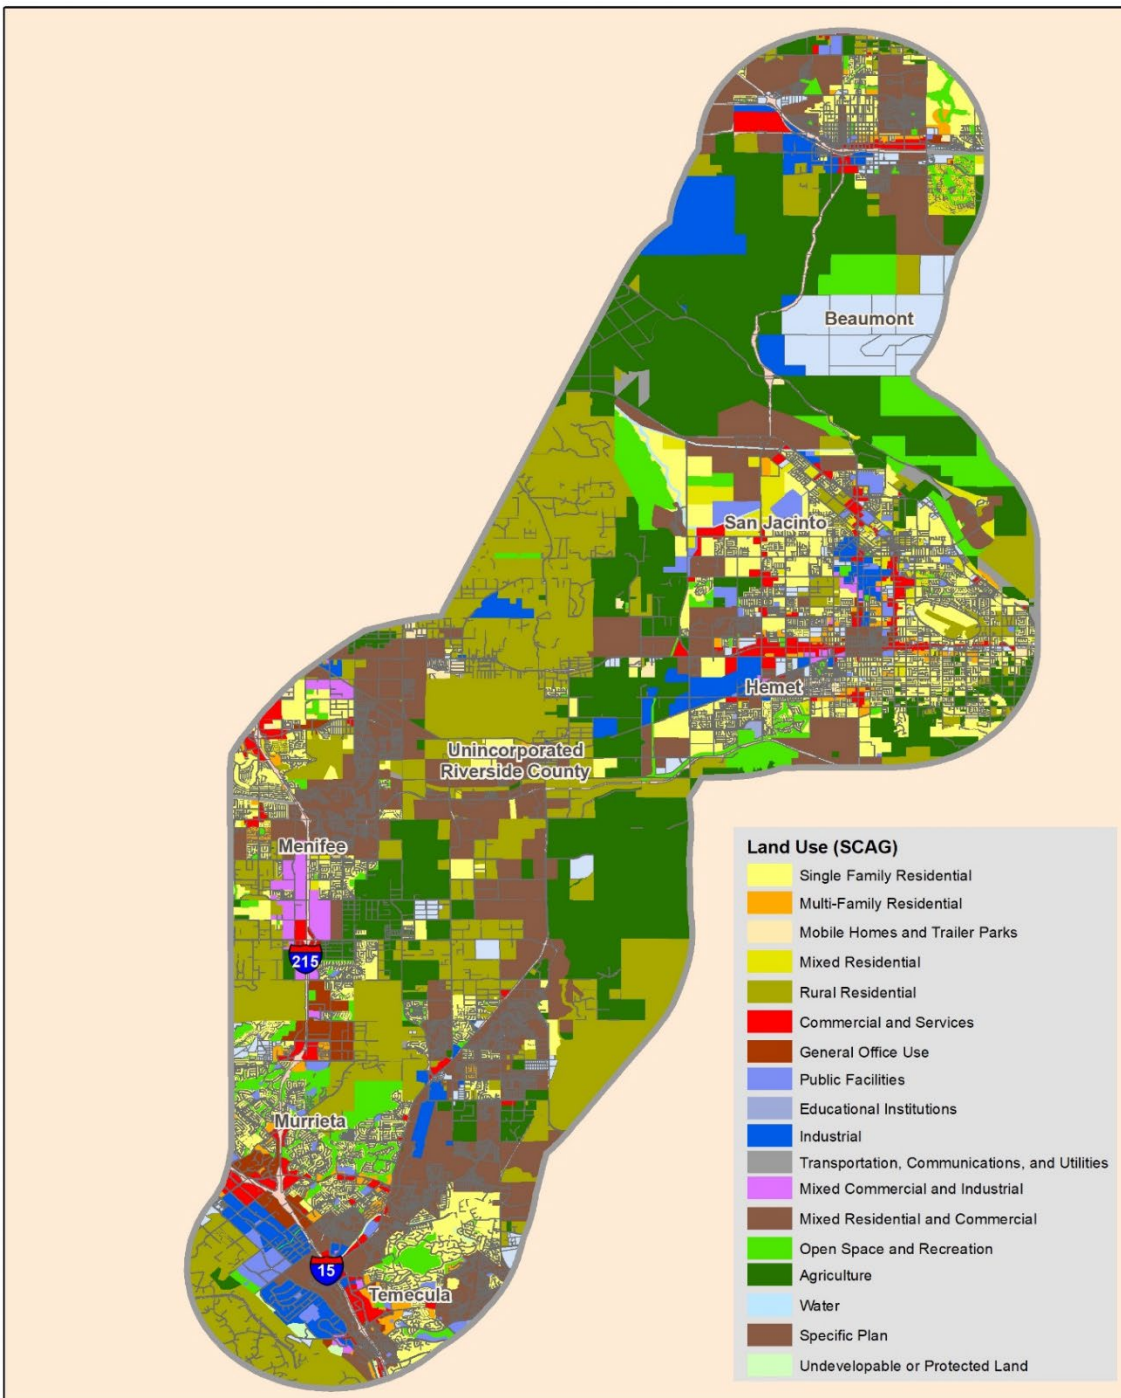 Beaumont
San Jacinto
Hemet
Unincorporated
Riverside County
Menifee
215
Murrieta
15
Temecula
Land Use (SCAG)
Single Family Residential
Multi-Family Residential
Mobile Homes and Trailer Parks
Mixed Residential
Rural Residential
Commercial and Services
General Office Use
Public Facilities
Educational Institutions
Industrial
Transportation, Communications, and Utilities
Mixed Commercial and Industrial
Mixed Residential and Commercial
Open Space and Recreation
Agriculture
Water
Specific Plan
Undevelopable or Protected Land